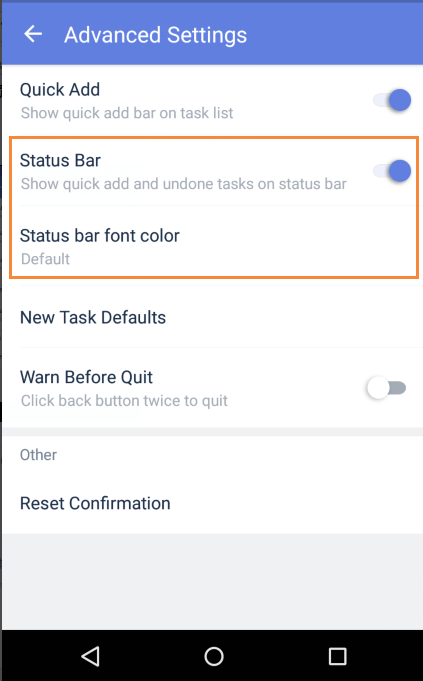 Advanced Settings
Quick Add
Show quick add bar on task list
Status Bar
Show quick add and undone tasks on status bar
Status bar font color
Default
New Task Defaults
Warn Before Quit
Click back button twice to quit
Other
Reset Confirmation